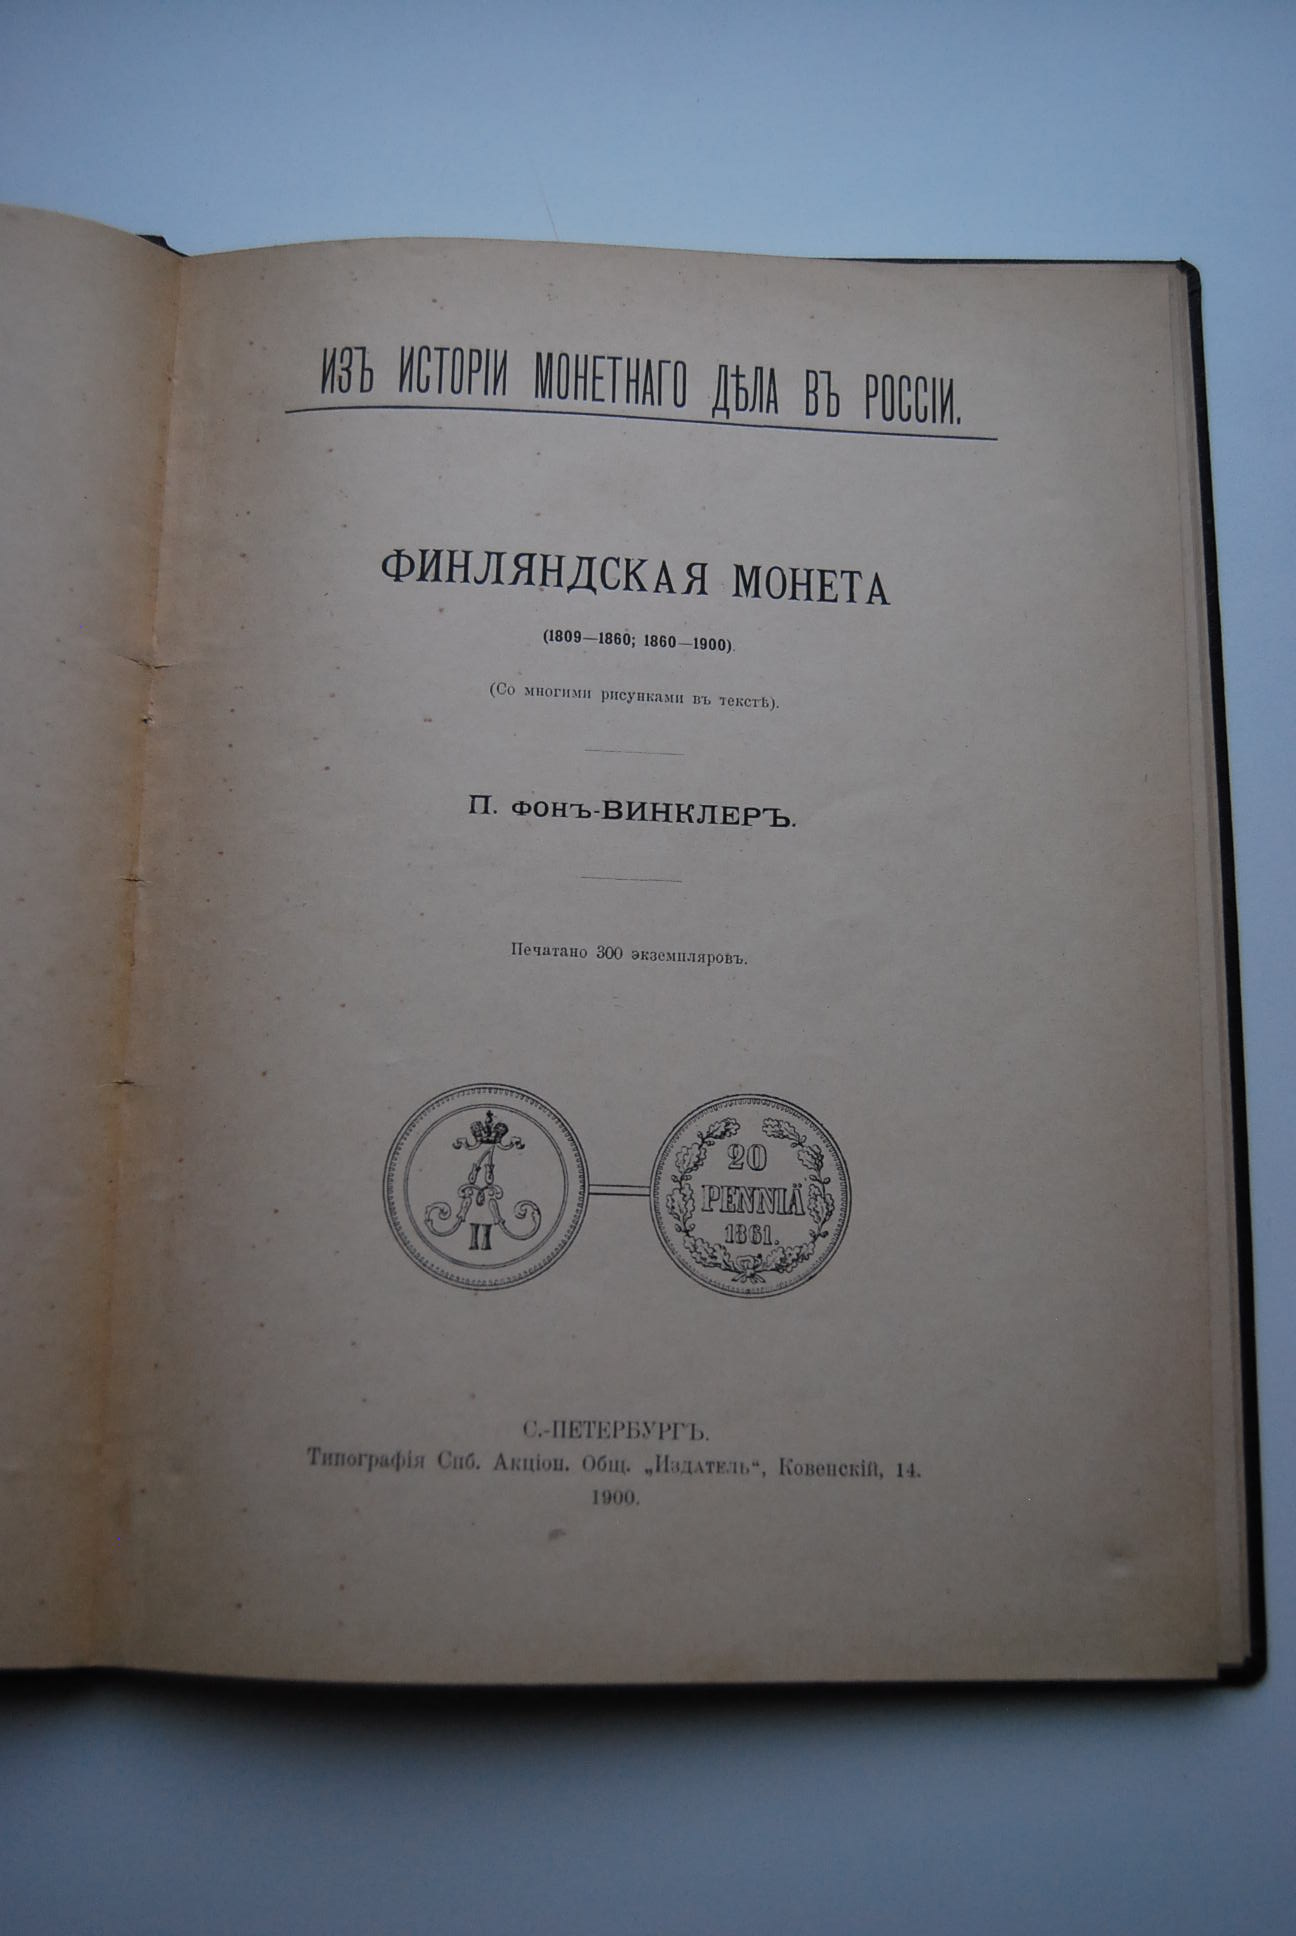 ИЗЪ ИСТОРІИ МОНЕТНАГО ДѢЛА ВЪ РОССІИ.
ФИНЛЯНДСКАЯ МОНЕТА
(1809—1860; 1860—1900).
(Со многими рисунками въ текстѣ).
П. ФОНЪ-ВИНКЛЕРЪ.
Печатано 300 экземпляровъ.
A
II
20
PENNIÄ
1861.
С.-ПЕТЕРБУРГЪ.
Типографія Спб. Акціон. Общ. „Издатель“, Ковенскій, 14.
1900.